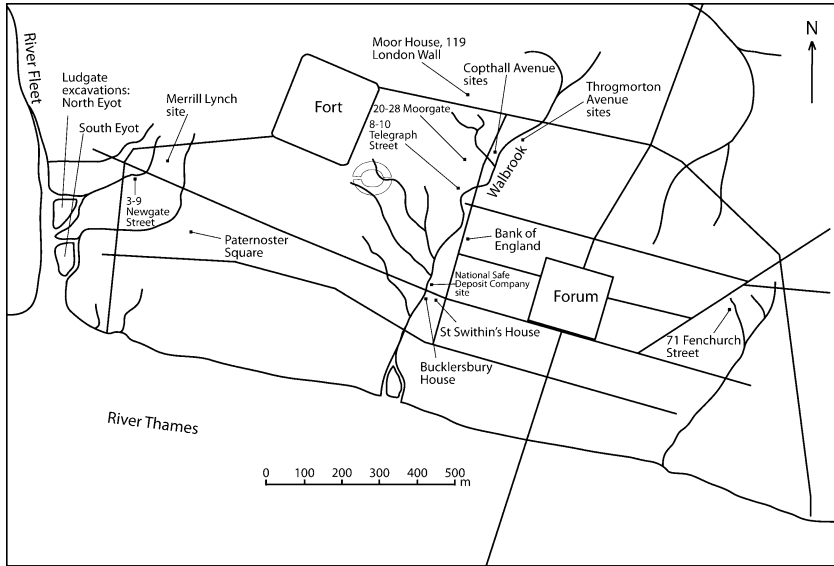 River Fleet
Ludgate
excavations:
North Eyot
South Eyot
Merrill Lynch
site
Fort
Moor House, 119
London Wall
Copthall Avenue
sites
Throgmorton
Avenue
sites
N
20-28 Moorgate
8-10
Telegraph
Street
Walbrook
3-9
Newgate
Street
Paternoster
Square
Bank of
England
National Safe
Deposit Company
site
Forum
St Swithin's House
71 Fenchurch
Street
Bucklersbury
House
River Thames
0 100 200 300 400 500
m